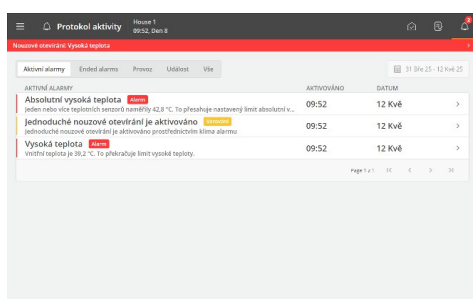 Protokol aktivity
House 1
09:52, Den 8
2
Nouzové otevírání: Vysoká teplota
Aktivní alarmy
Ended alarms
Provoz
Událost
Vše
31 Bře 25 - 12 Kvě 25
AKTIVNÍ ALARMY
AKTIVOVÁNO
DATUM
Absolutní vysoká teplota Alarm
Jeden nebo více teplotních senzorů naměřily 42,8 °C. To přesahuje nastavený limit absolutní v...
09:52
12 Kvě
Jednoduché nouzové otevírání je aktivováno Varování
Jednoduché nouzové otevírání je aktivováno prostřednictvím klima alarmu
09:52
12 Kvě
Vysoká teplota Alarm
Vnitřní teplota je 39,2 °C. To překračuje limit vysoké teploty.
09:52
12 Kvě
Page 1 z 1